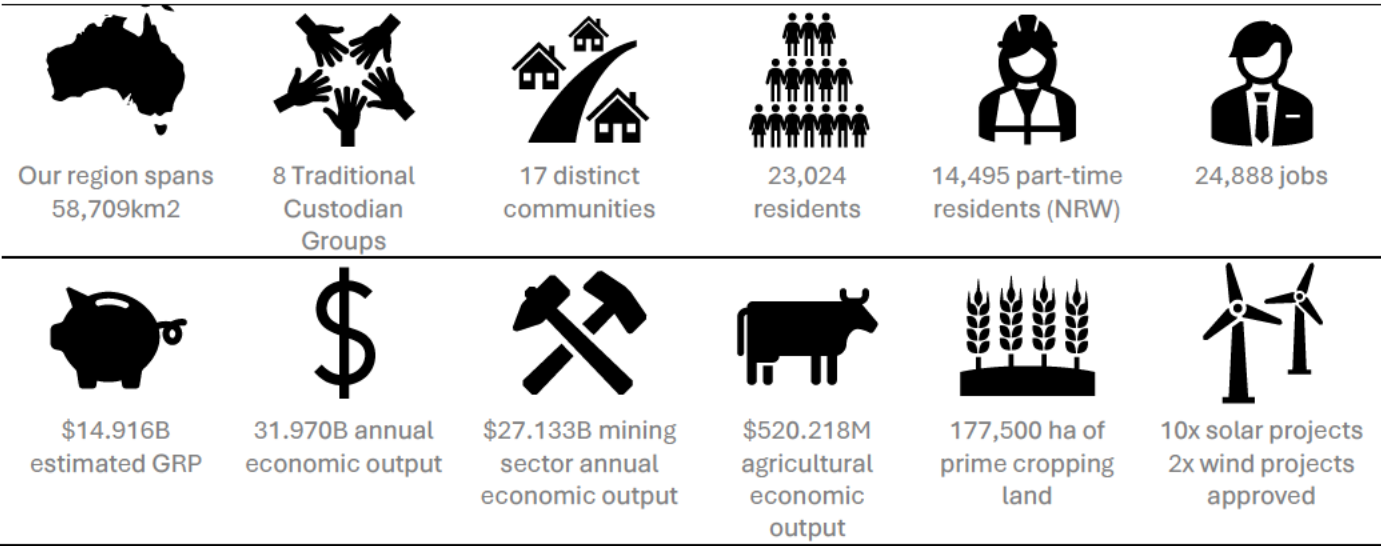 Our region spans
58,709km2
8 Traditional
Custodian
Groups
17 distinct
communities
23,024
residents
14,495 part-time
residents (NRW)
24,888 jobs
$14.916B
estimated GRP
31.970B annual
economic output
$27.133B mining
sector annual
economic output
$520.218M
agricultural
economic
output
177,500 ha of
prime cropping
land
10x solar projects
2x wind projects
approved